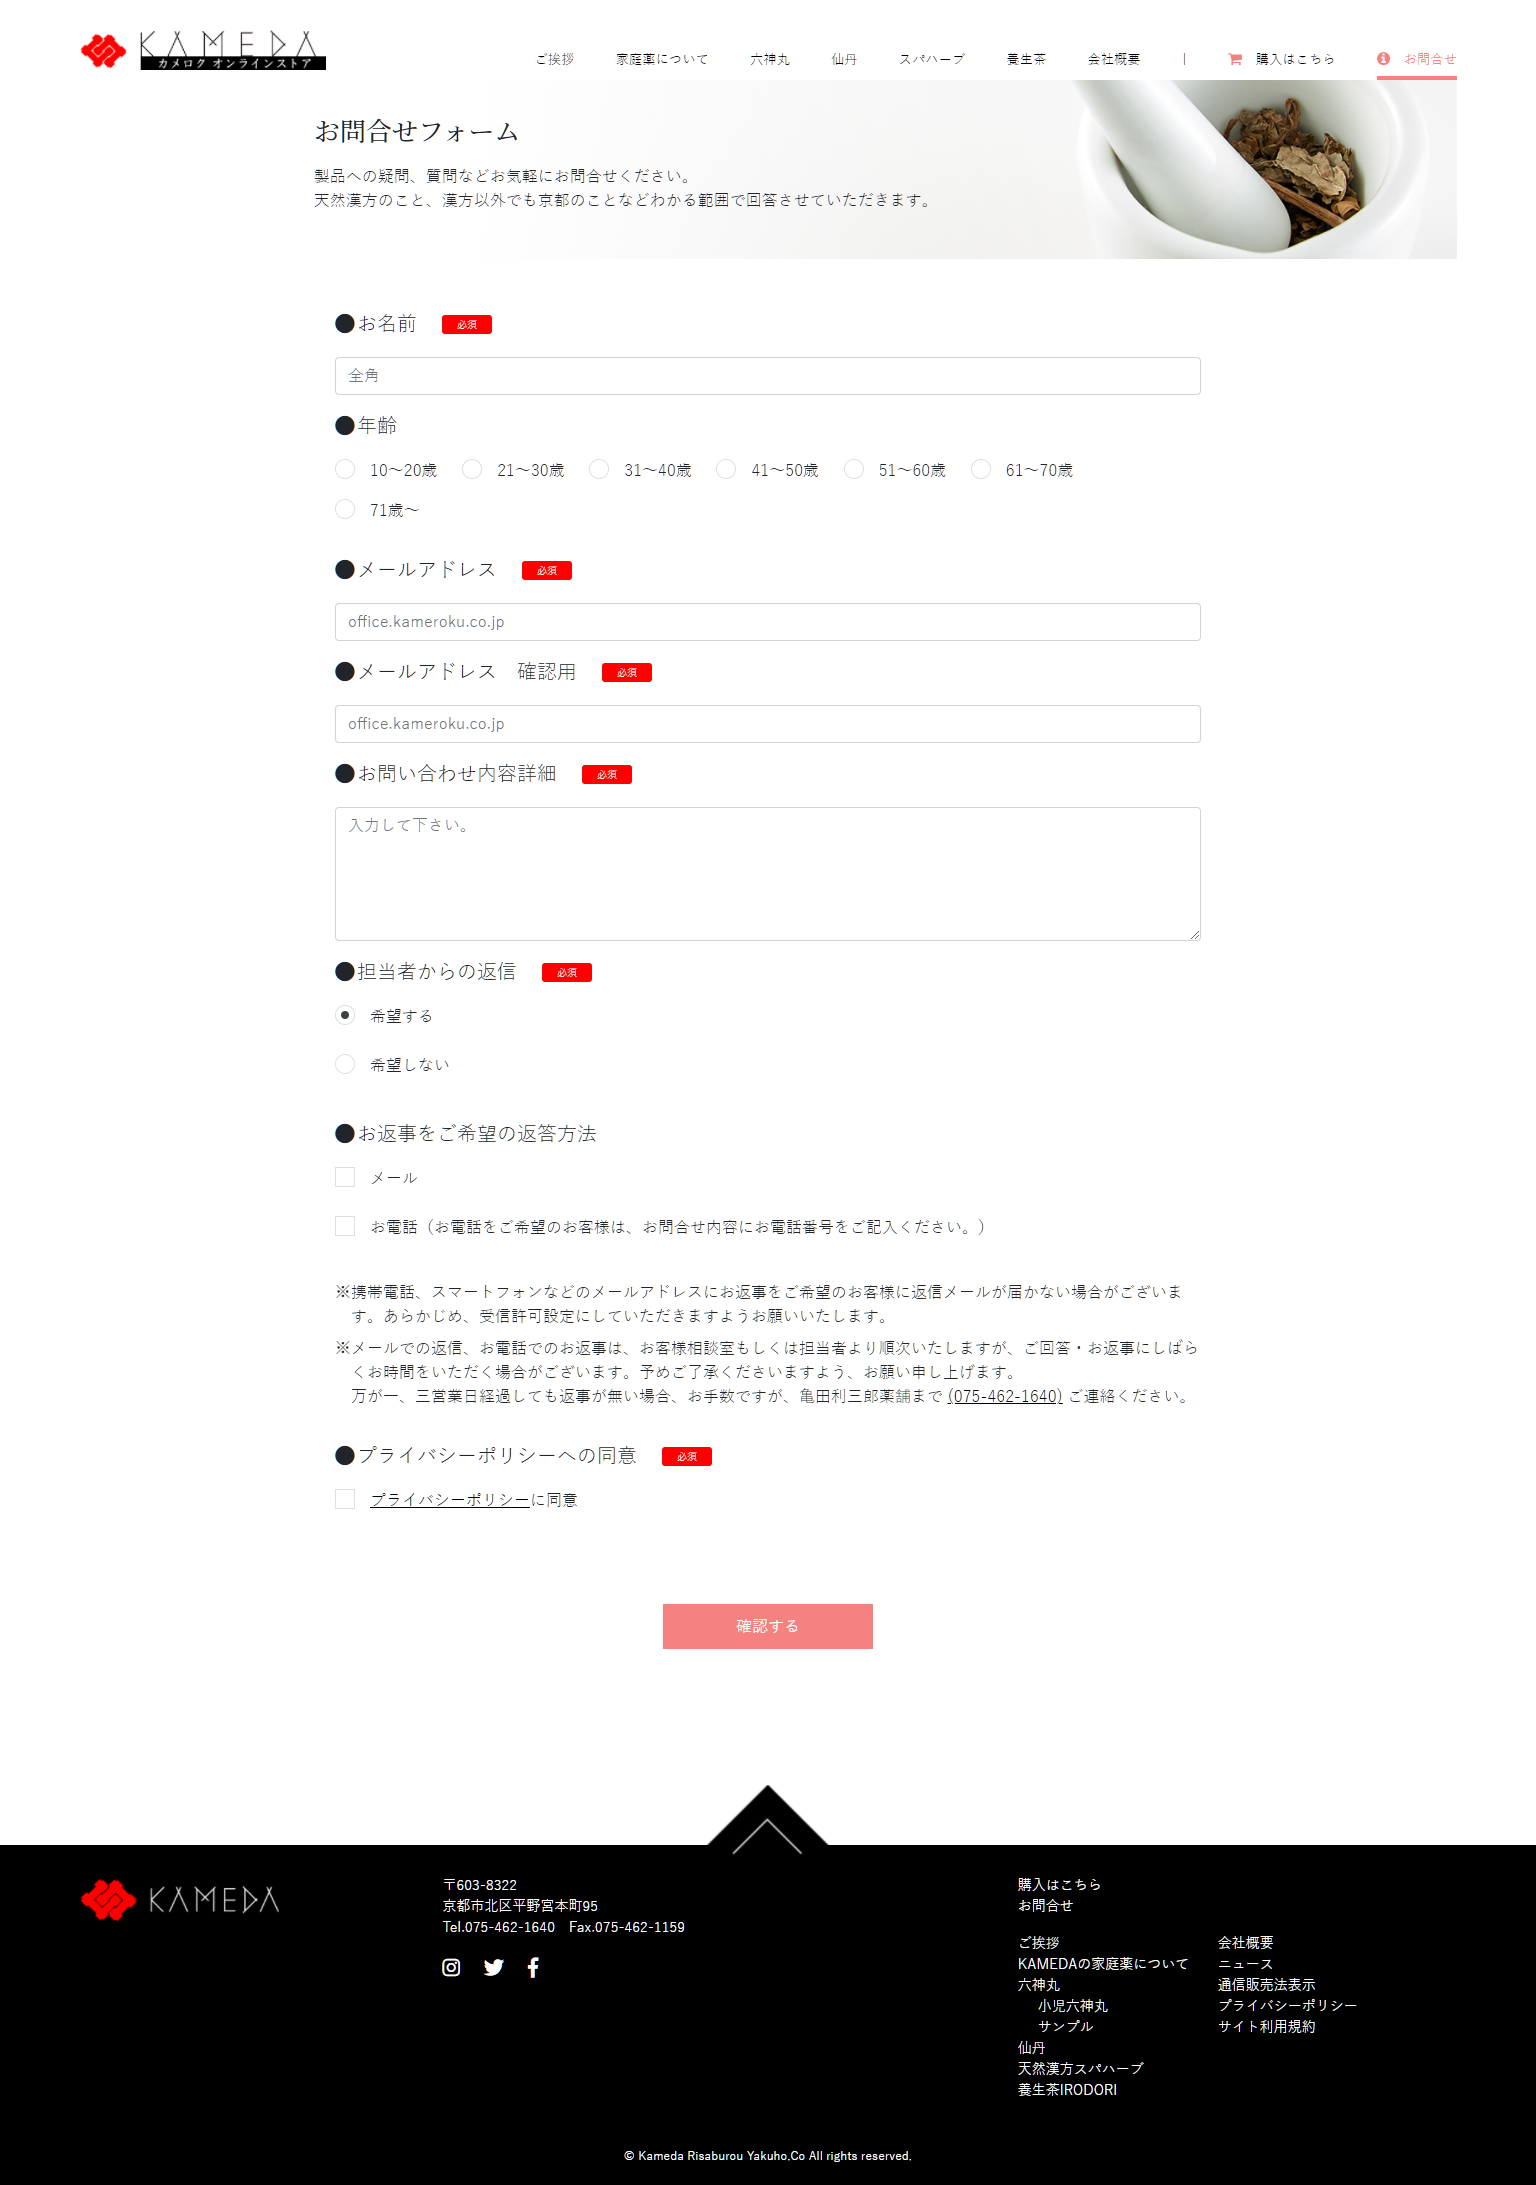 KAMEDA
カメロク オンラインストア
ご挨拶 家庭薬について 六神丸 仙丹 スパハーブ 養生茶 会社概要 | 購入はこちら お問合せ
お問合せフォーム
製品への疑問、質問などお気軽にお問合せください。
天然漢方のこと、漢方以外でも京都のことなどわかる範囲で回答させていただきます。
●お名前 必須
全角
●年齢
10～20歳 21～30歳 31～40歳 41～50歳 51～60歳 61～70歳
71歳～
●メールアドレス 必須
office.kameroku.co.jp
●メールアドレス　確認用 必須
office.kameroku.co.jp
●お問い合わせ内容詳細 必須
入力して下さい。
●担当者からの返信 必須
希望する
希望しない
●お返事をご希望の返答方法
メール
お電話（お電話をご希望のお客様は、お問合せ内容にお電話番号をご記入ください。）
※携帯電話、スマートフォンなどのメールアドレスにお返事をご希望のお客様に返信メールが届かない場合がございま
す。あらかじめ、受信許可設定にしていただきますようお願いいたします。
※メールでの返信、お電話でのお返事は、お客様相談室もしくは担当者より順次いたしますが、ご回答・お返事にしばら
くお時間をいただく場合がございます。予めご了承くださいますよう、お願い申し上げます。
万が一、三営業日経過しても返事が無い場合、お手数ですが、亀田利三郎薬舗まで (075-462-1640) ご連絡ください。
●プライバシーポリシーへの同意 必須
プライバシーポリシーに同意
確認する
KAMEDA
〒603-8322
京都市北区平野宮本町95
Tel.075-462-1640　Fax.075-462-1159
購入はこちら
お問合せ
ご挨拶
KAMEDAの家庭薬について
六神丸
小児六神丸
サンプル
仙丹
天然漢方スパハーブ
養生茶IRODORI
会社概要
ニュース
通信販売法表示
プライバシーポリシー
サイト利用規約
© Kameda Risaburou Yakuho.Co All rights reserved.